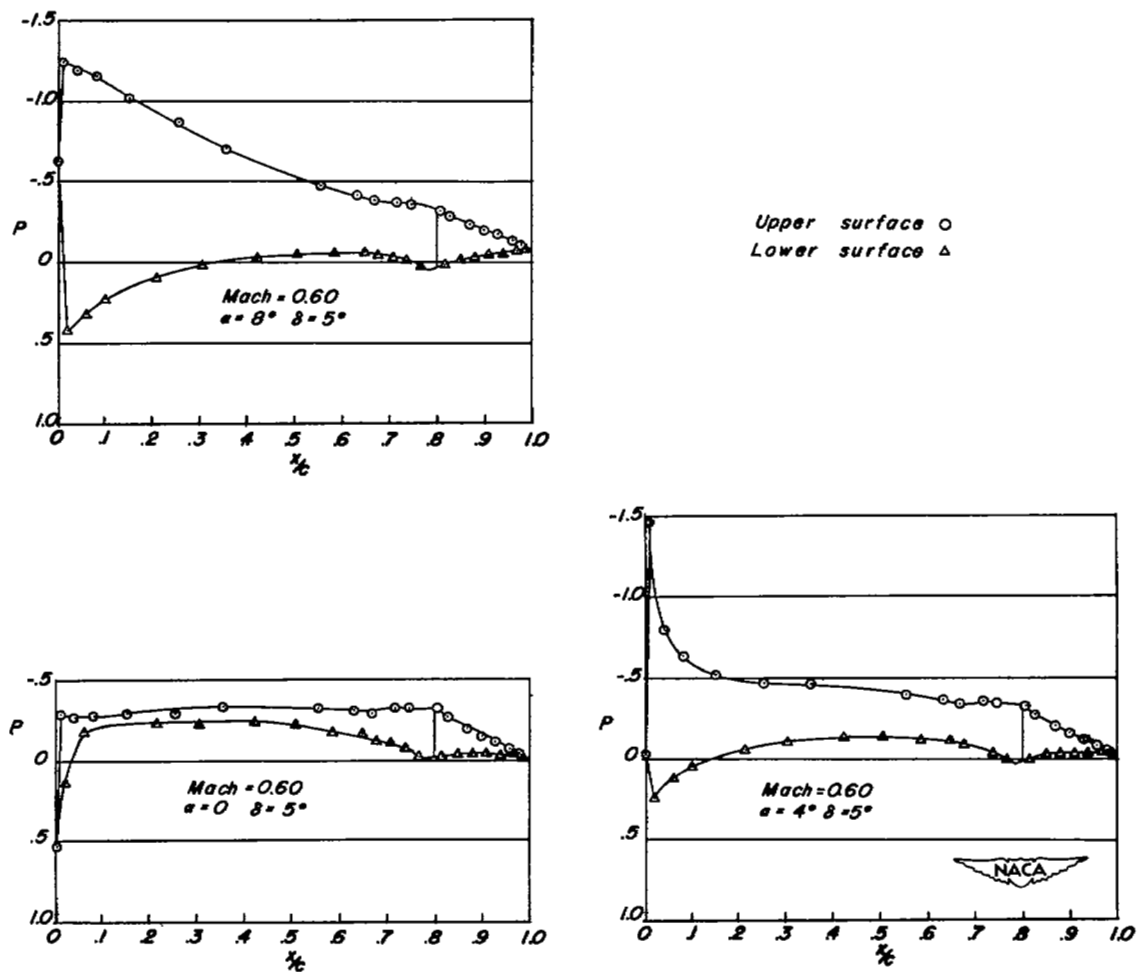 -1.5
-1.0
-.5
P
0
.5
1.0
Mach = 0.60
α = 8° δ = 5°
0 .1 .2 .3 .4 .5 .6 .7 .8 .9 1.0
x/c
Upper surface
Lower surface
-.5
P
0
.5
1.0
Mach = 0.60
α = 0 δ = 5°
0 .1 .2 .3 .4 .5 .6 .7 .8 .9 1.0
x/c
-1.5
-1.0
-.5
P
0
.5
1.0
Mach = 0.60
α = 4° δ = 5°
NACA
0 .1 .2 .3 .4 .5 .6 .7 .8 .9 1.0
x/c